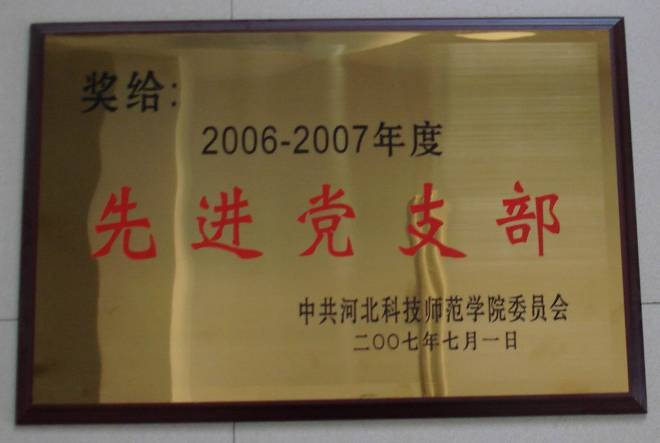 奖给:
2006-2007年度
先进党支部
中共河北科技师范学院委员会
二〇〇七年七月一日